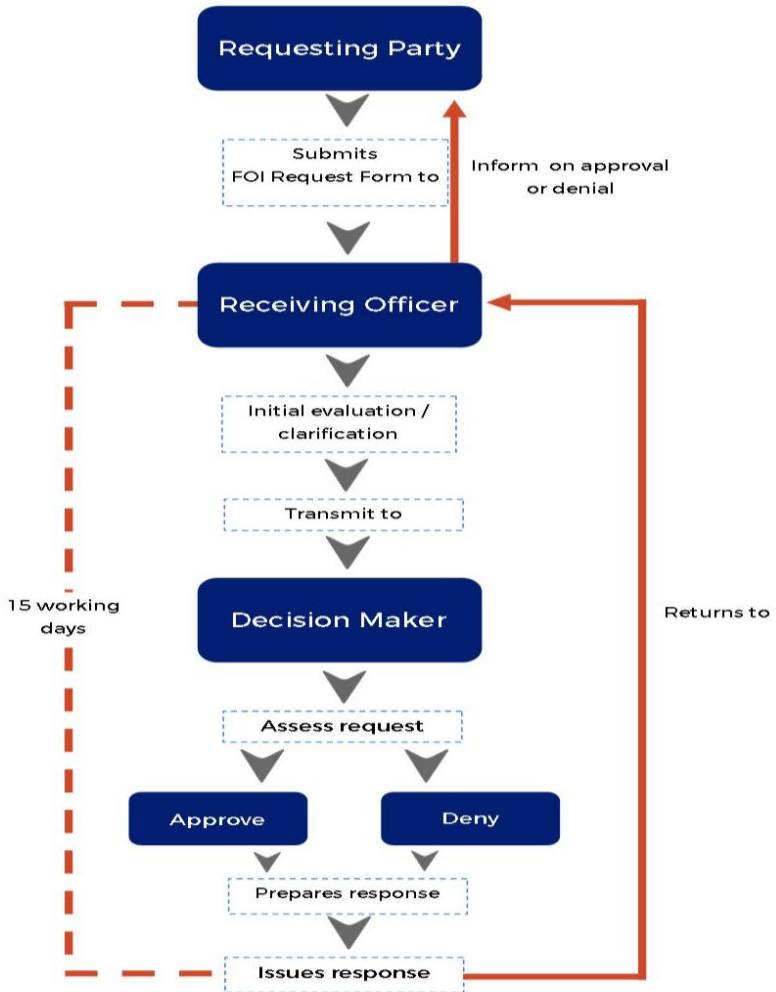 Requesting Party
Submits
FOI Request Form to
Inform on approval
or denial
Receiving Officer
Initial evaluation /
clarification
Transmit to
Decision Maker
15 working
days
Returns to
Assess request
Approve
Deny
Prepares response
Issues response